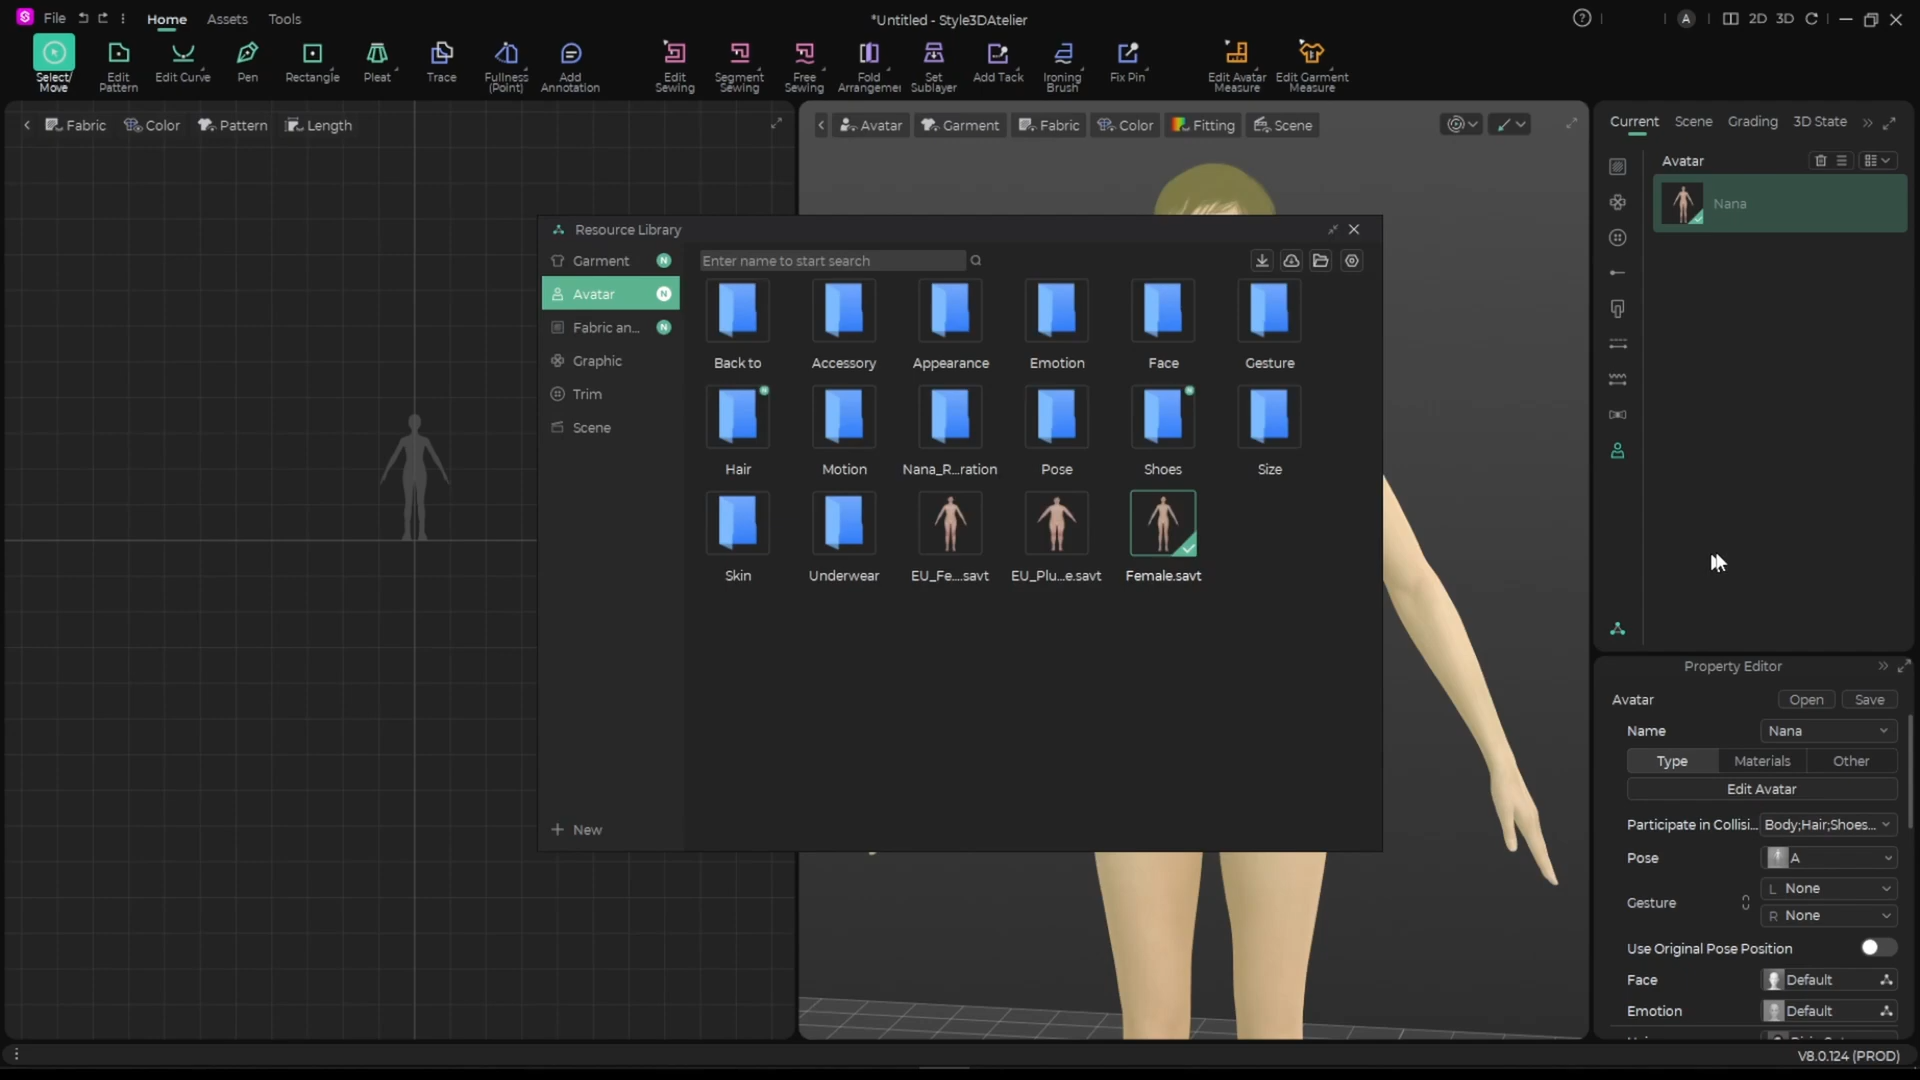 File
Home
Assets
Tools
*Untitled - Style3DAtelier
A
2D
3D
Select/
Move
Edit
Pattern
Edit Curve
Pen
Rectangle
Pleat
Trace
Fullness
(Point)
Add
Annotation
Edit
Sewing
Segment
Sewing
Free
Sewing
Fold
Arrangemer
Set
Sublayer
Add Tack
Ironing
Brush
Fix Pin
Edit Avatar
Measure
Edit Garment
Measure
Fabric
Color
Pattern
Length
Avatar
Garment
Fabric
Color
Fitting
Scene
Current
Scene
Grading
3D State
Avatar
Nana
Resource Library
Enter name to start search
Garment N
Avatar N
Fabric an... N
Graphic
Trim
Scene
New
Back to
Accessory
Appearance
Emotion
Face
Gesture
Hair
Motion
Nana_R...ration
Pose
Shoes
Size
Skin
Underwear
EU_Fe....savt
EU_Plu...e.savt
Female.savt
Property Editor
Avatar
Open
Save
Name
Nana
Type
Materials
Other
Edit Avatar
Participate in Collisi...
Body;Hair;Shoes...
Pose
A
Gesture
L None
R None
Use Original Pose Position
Face
Default
Emotion
Default
V8.0.124 (PROD)